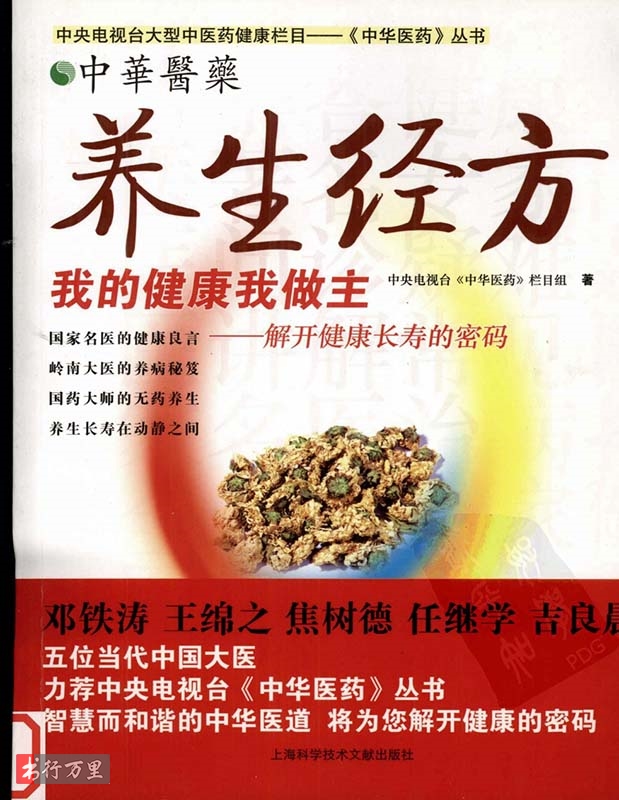 中央电视台大型中医药健康栏目——《中华医药》丛书
中華醫藥
养生经方
我的健康我做主
中央电视台《中华医药》栏目组 著
——解开健康长寿的密码
国家名医的健康良言
岭南大医的养病秘笈
国药大师的无药养生
养生长寿在动静之间
邓铁涛 王绵之 焦树德 任继学 吉良晨
五位当代中国大医
力荐中央电视台《中华医药》丛书
智慧而和谐的中华医道 将为您解开健康的密码
上海科学技术文献出版社
书行万里
PDG